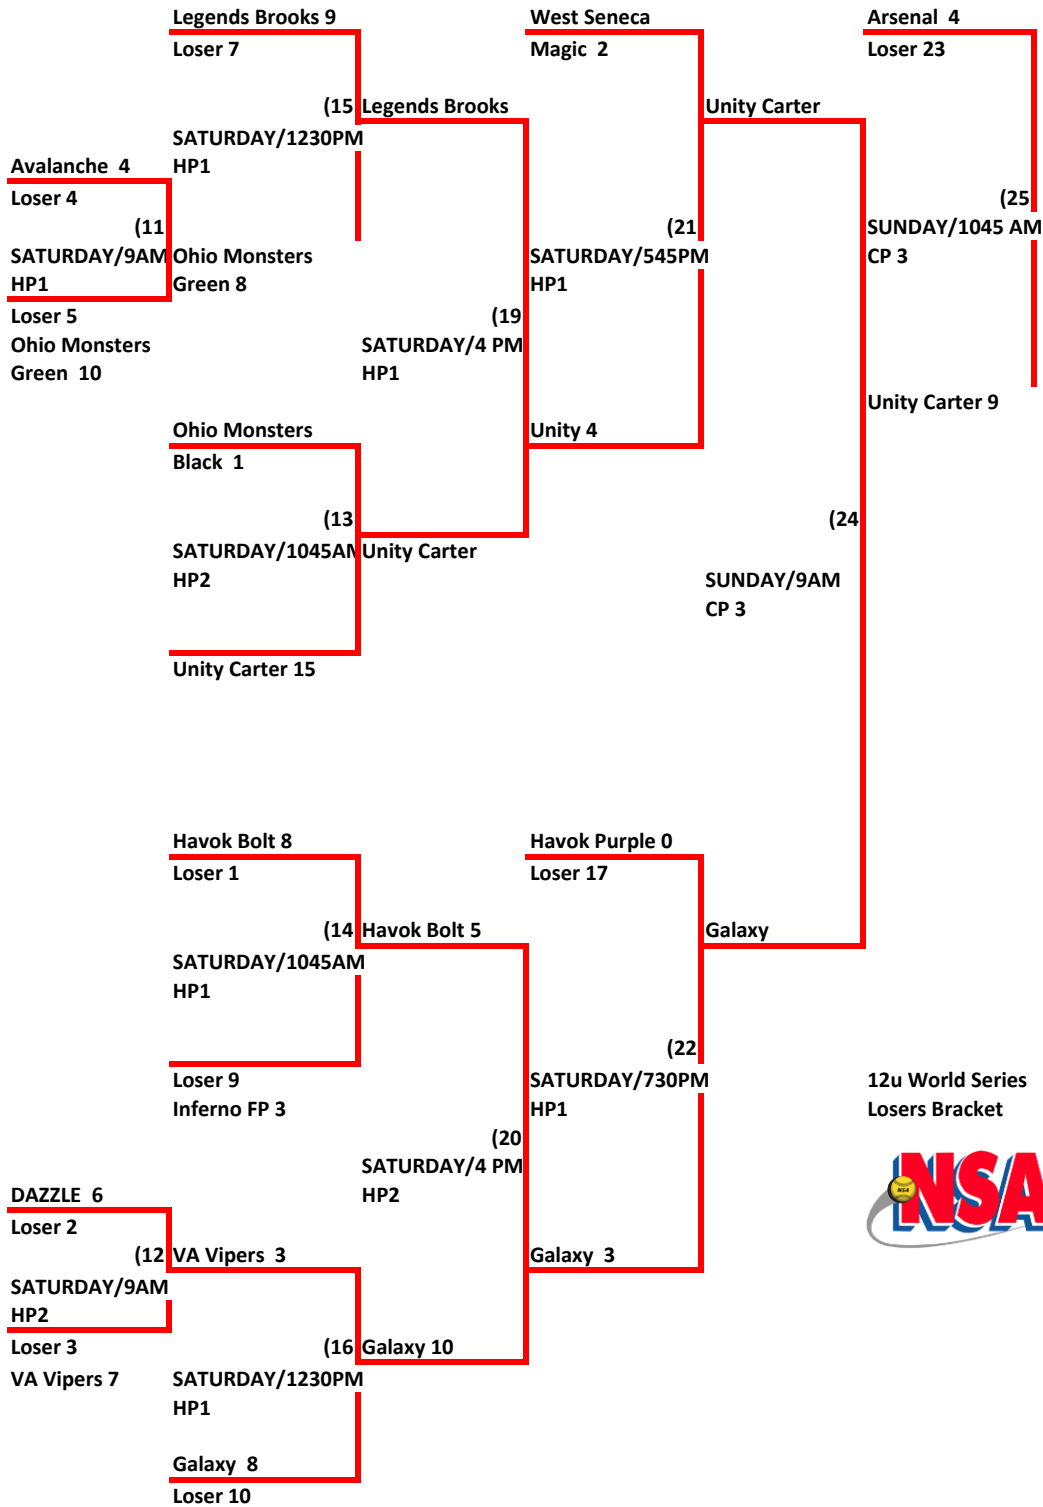 Legends Brooks 9
Loser 7
West Seneca
Magic  2
Arsenal  4
Loser 23
(15
Legends Brooks
Unity Carter
SATURDAY/1230PM
HP1
Avalanche  4
Loser 4
(11
SATURDAY/9AM
HP1
Loser 5
Ohio Monsters
Green  10
Ohio Monsters
Green 8
(21
SATURDAY/545PM
HP1
(25
SUNDAY/1045 AM
CP 3
(19
SATURDAY/4 PM
HP1
Unity Carter 9
Ohio Monsters
Black  1
Unity 4
(13
SATURDAY/1045AM
HP2
Unity Carter
(24
SUNDAY/9AM
CP 3
Unity Carter 15
Havok Bolt 8
Loser 1
Havok Purple 0
Loser 17
(14
Havok Bolt 5
Galaxy
SATURDAY/1045AM
HP1
(22
SATURDAY/730PM
HP1
Loser 9
Inferno FP 3
12u World Series
Losers Bracket
(20
SATURDAY/4 PM
HP2
NSA
NSA
DAZZLE  6
Loser 2
(12
VA Vipers  3
Galaxy  3
SATURDAY/9AM
HP2
Loser 3
VA Vipers 7
(16
Galaxy 10
SATURDAY/1230PM
HP1
Galaxy  8
Loser 10